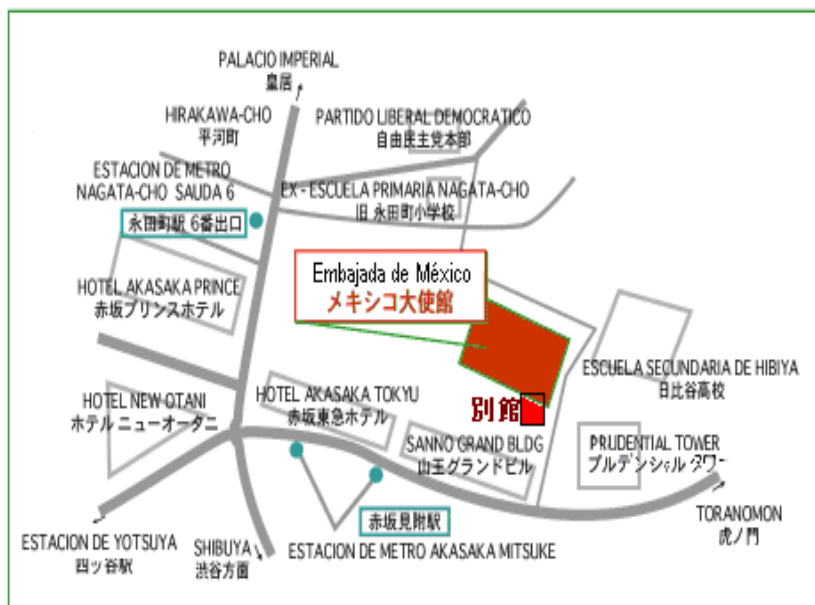 PALACIO IMPERIAL
皇居
HIRAKAWA-CHO
平河町
PARTIDO LIBERAL DEMOCRATICO
自由民主党本部
ESTACION DE METRO
NAGATA-CHO SAUDA 6
永田町駅 6番出口
EX - ESCUELA PRIMARIA NAGATA-CHO
旧 永田町小学校
Embajada de México
メキシコ大使館
HOTEL AKASAKA PRINCE
赤坂プリンスホテル
ESCUELA SECUNDARIA DE HIBIYA
日比谷高校
HOTEL NEW OTANI
ホテル ニューオータニ
HOTEL AKASAKA TOKYU
赤坂東急ホテル
別館
SANNO GRAND BLDG
山王グランドビル
PRUDENTIAL TOWER
プルデンシャル タワー
赤坂見附駅
ESTACION DE METRO AKASAKA MITSUKE
TORANOMON
虎ノ門
ESTACION DE YOTSUYA
四ッ谷駅
SHIBUYA
渋谷方面